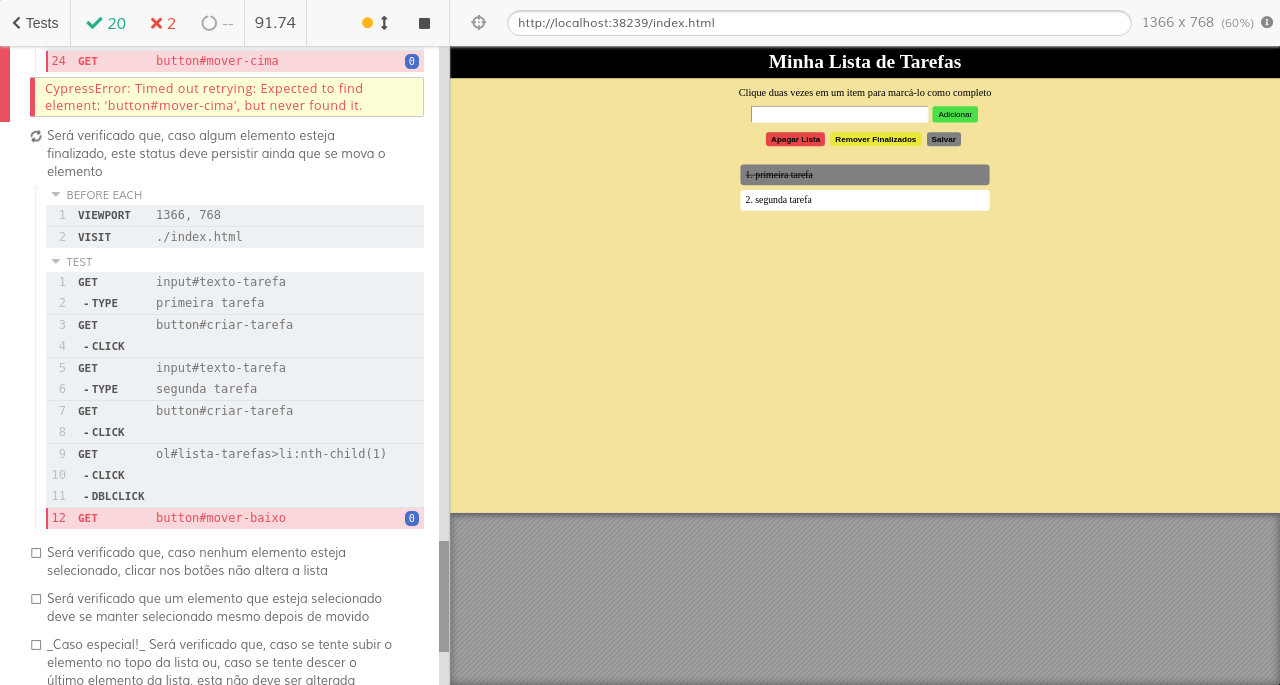 Tests
20
2
--
91.74
http://localhost:38239/index.html
1366 x 768 (60%)
24 GET button#mover-cima 0
CypressError: Timed out retrying: Expected to find
element: 'button#mover-cima', but never found it.
Será verificado que, caso algum elemento esteja
finalizado, este status deve persistir ainda que se mova o
elemento
BEFORE EACH
1 VIEWPORT 1366, 768
2 VISIT ./index.html
TEST
1 GET input#texto-tarefa
2 -TYPE primeira tarefa
3 GET button#criar-tarefa
4 -CLICK
5 GET input#texto-tarefa
6 -TYPE segunda tarefa
7 GET button#criar-tarefa
8 -CLICK
9 GET ol#lista-tarefas>li:nth-child(1)
10 -CLICK
11 -DBLCLICK
12 GET button#mover-baixo 0
Será verificado que, caso nenhum elemento esteja
selecionado, clicar nos botões não altera a lista
Será verificado que um elemento que esteja selecionado
deve se manter selecionado mesmo depois de movido
_Caso especial!_ Será verificado que, caso se tente subir o
elemento no topo da lista ou, caso se tente descer o
último elemento da lista, esta não deve ser alterada
Minha Lista de Tarefas
Clique duas vezes em um item para marcá-lo como completo
Adicionar
Apagar Lista Remover Finalizados Salvar
1. primeira tarefa
2. segunda tarefa